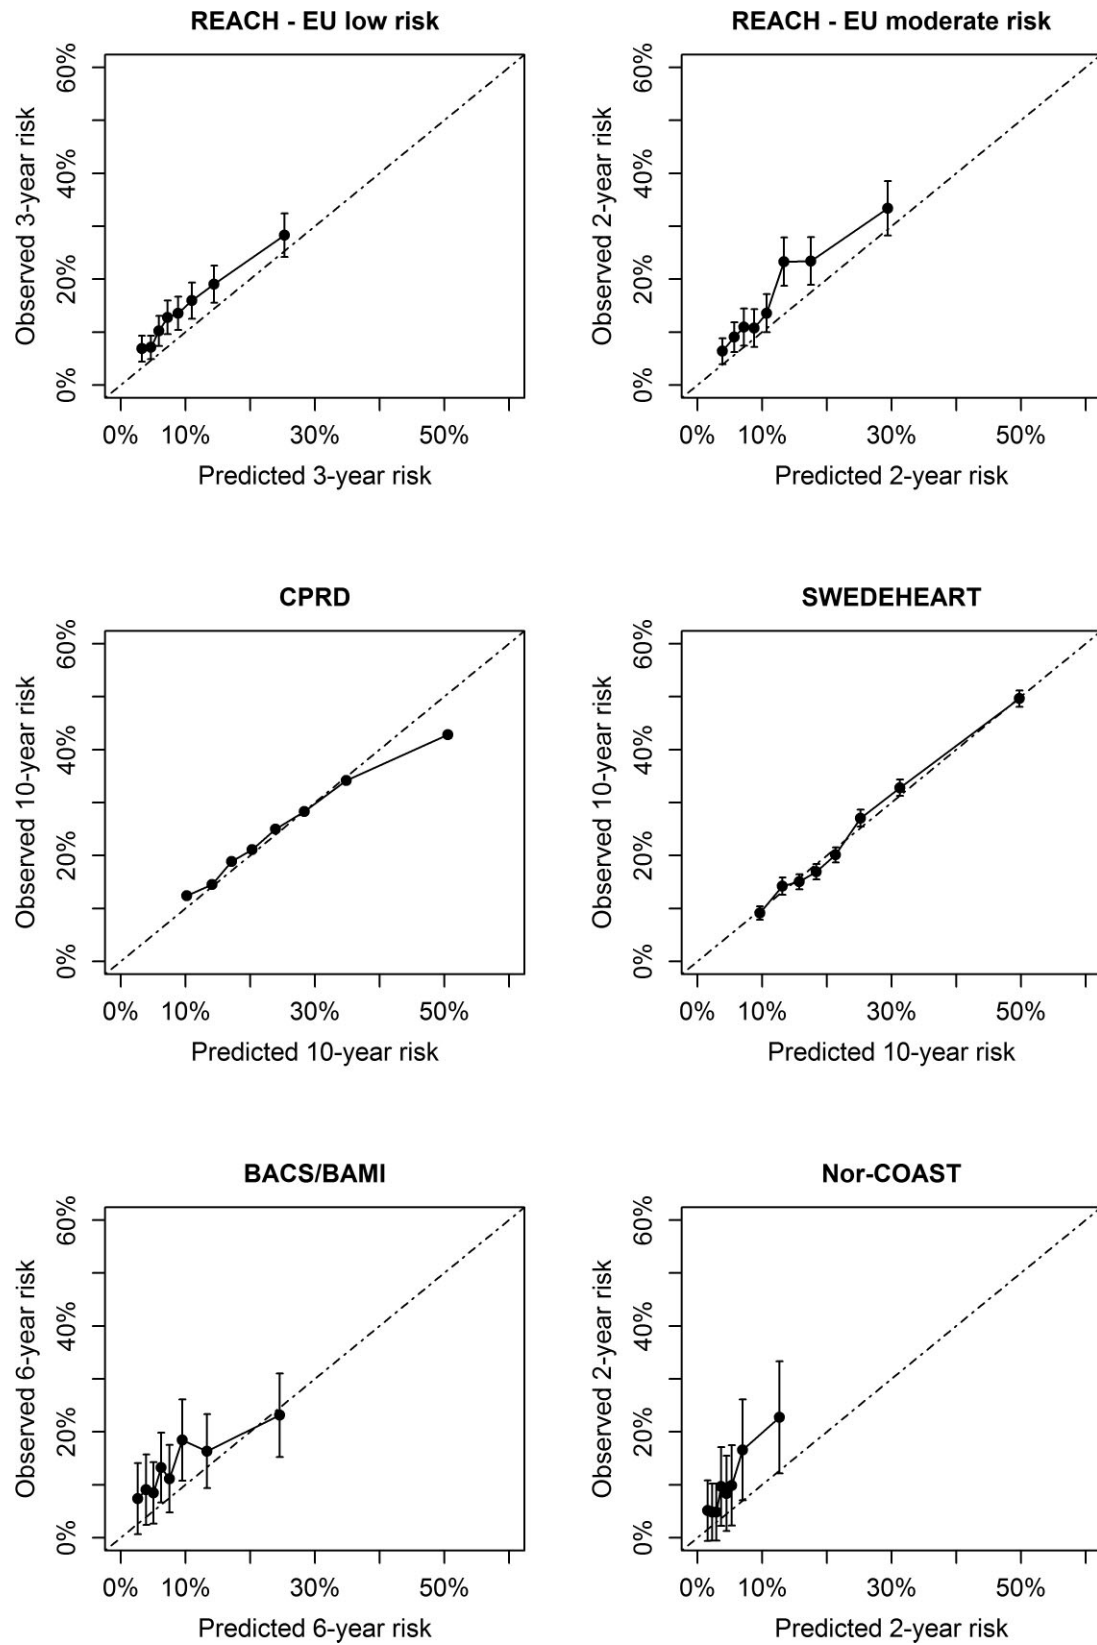 REACH - EU low risk
Observed 3-year risk
60%
40%
20%
0%
0% 10% 30% 50%
Predicted 3-year risk
REACH - EU moderate risk
Observed 2-year risk
60%
40%
20%
0%
0% 10% 30% 50%
Predicted 2-year risk
CPRD
Observed 10-year risk
60%
40%
20%
0%
0% 10% 30% 50%
Predicted 10-year risk
SWEDEHEART
Observed 10-year risk
60%
40%
20%
0%
0% 10% 30% 50%
Predicted 10-year risk
BACS/BAMI
Observed 6-year risk
60%
40%
20%
0%
0% 10% 30% 50%
Predicted 6-year risk
Nor-COAST
Observed 2-year risk
60%
40%
20%
0%
0% 10% 30% 50%
Predicted 2-year risk